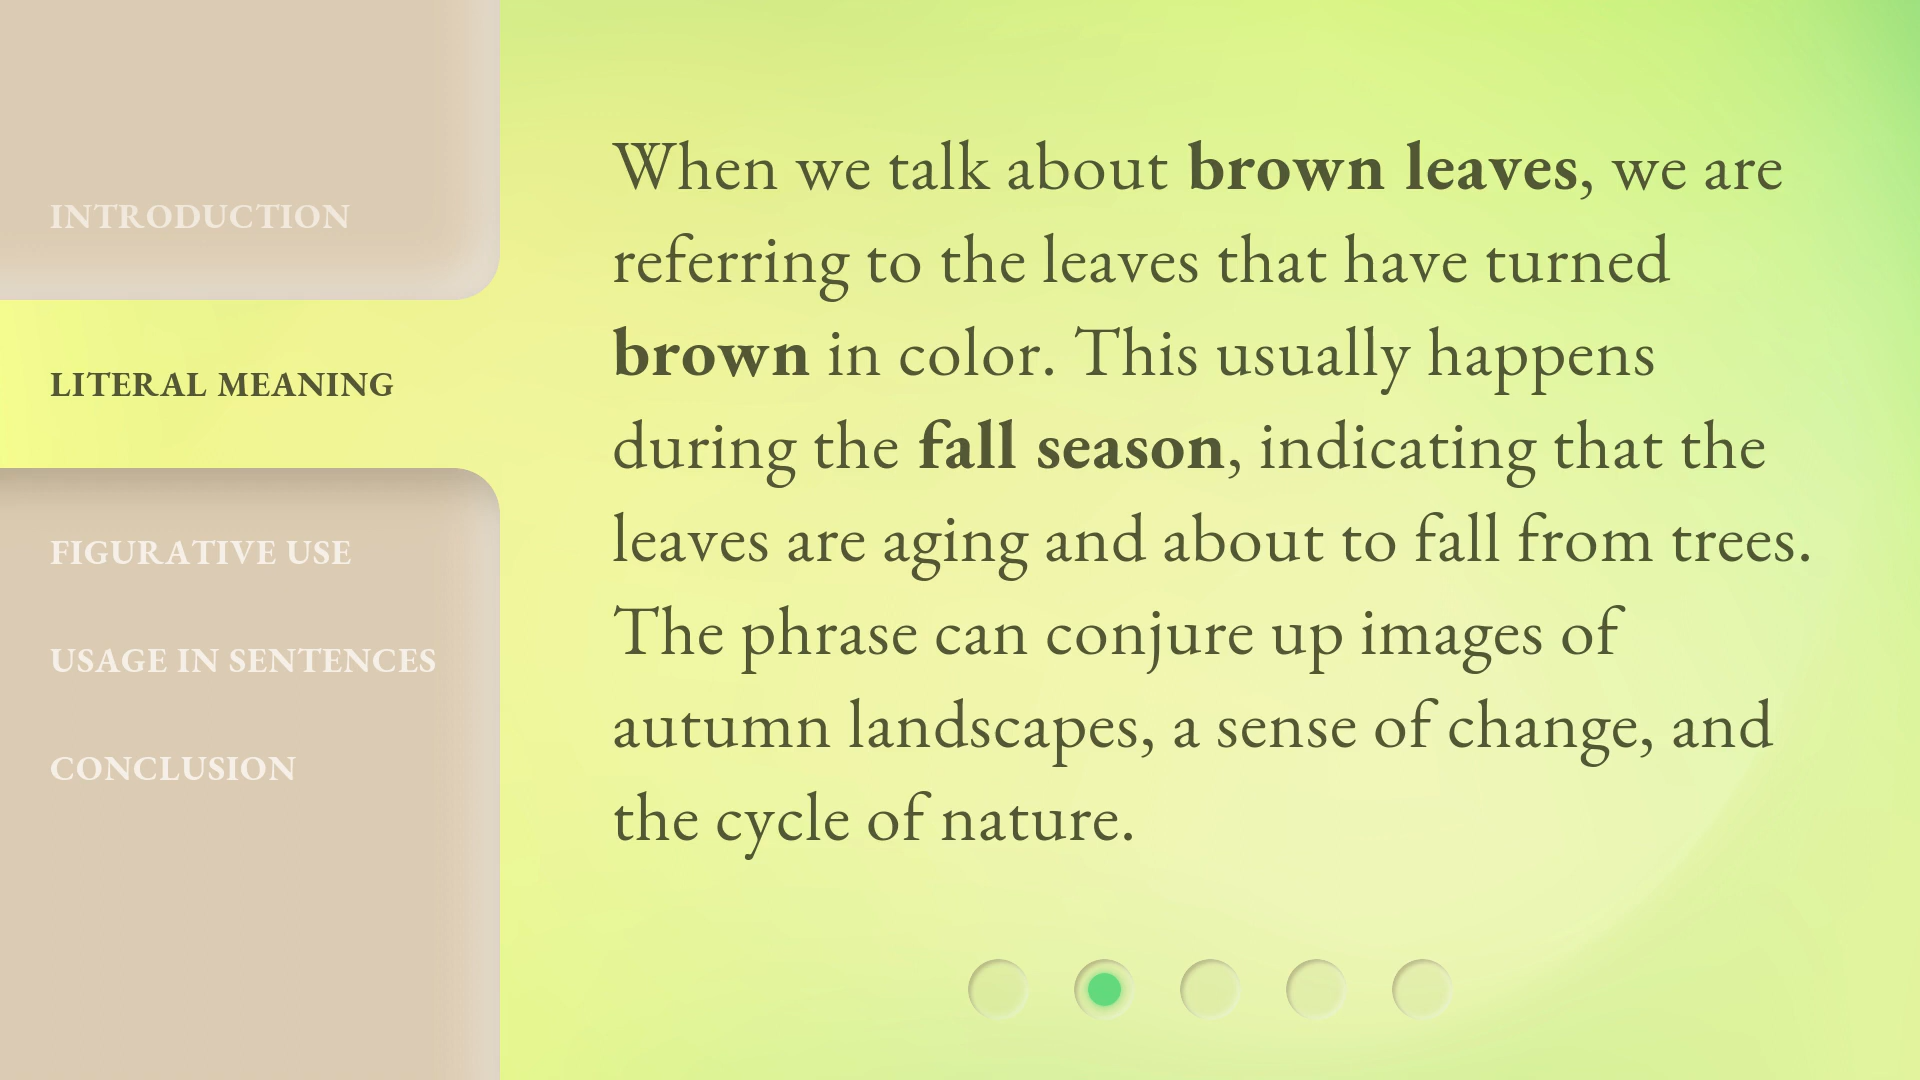 INTRODUCTION
LITERAL MEANING
FIGURATIVE USE
USAGE IN SENTENCES
CONCLUSION
When we talk about brown leaves, we are
referring to the leaves that have turned
brown in color. This usually happens
during the fall season, indicating that the
leaves are aging and about to fall from trees.
The phrase can conjure up images of
autumn landscapes, a sense of change, and
the cycle of nature.